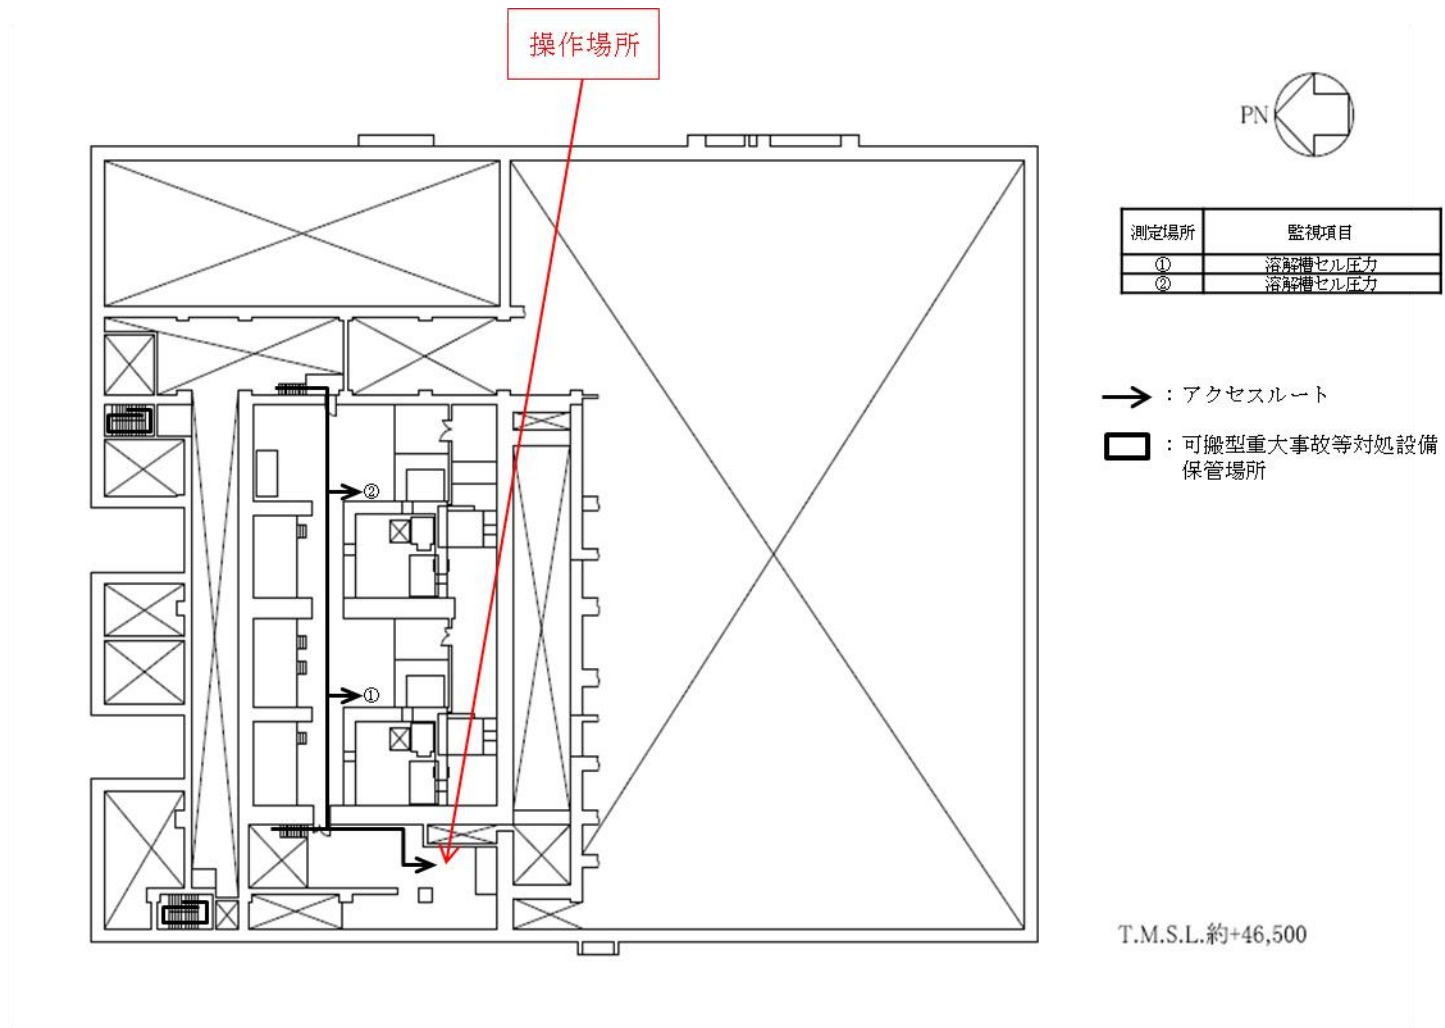 操作場所
PN
測定場所 監視項目
① 溶解槽セル圧力
② 溶解槽セル圧力
：アクセスルート
：可搬型重大事故等対処設備
保管場所
②
①
T.M.S.L.約+46,500